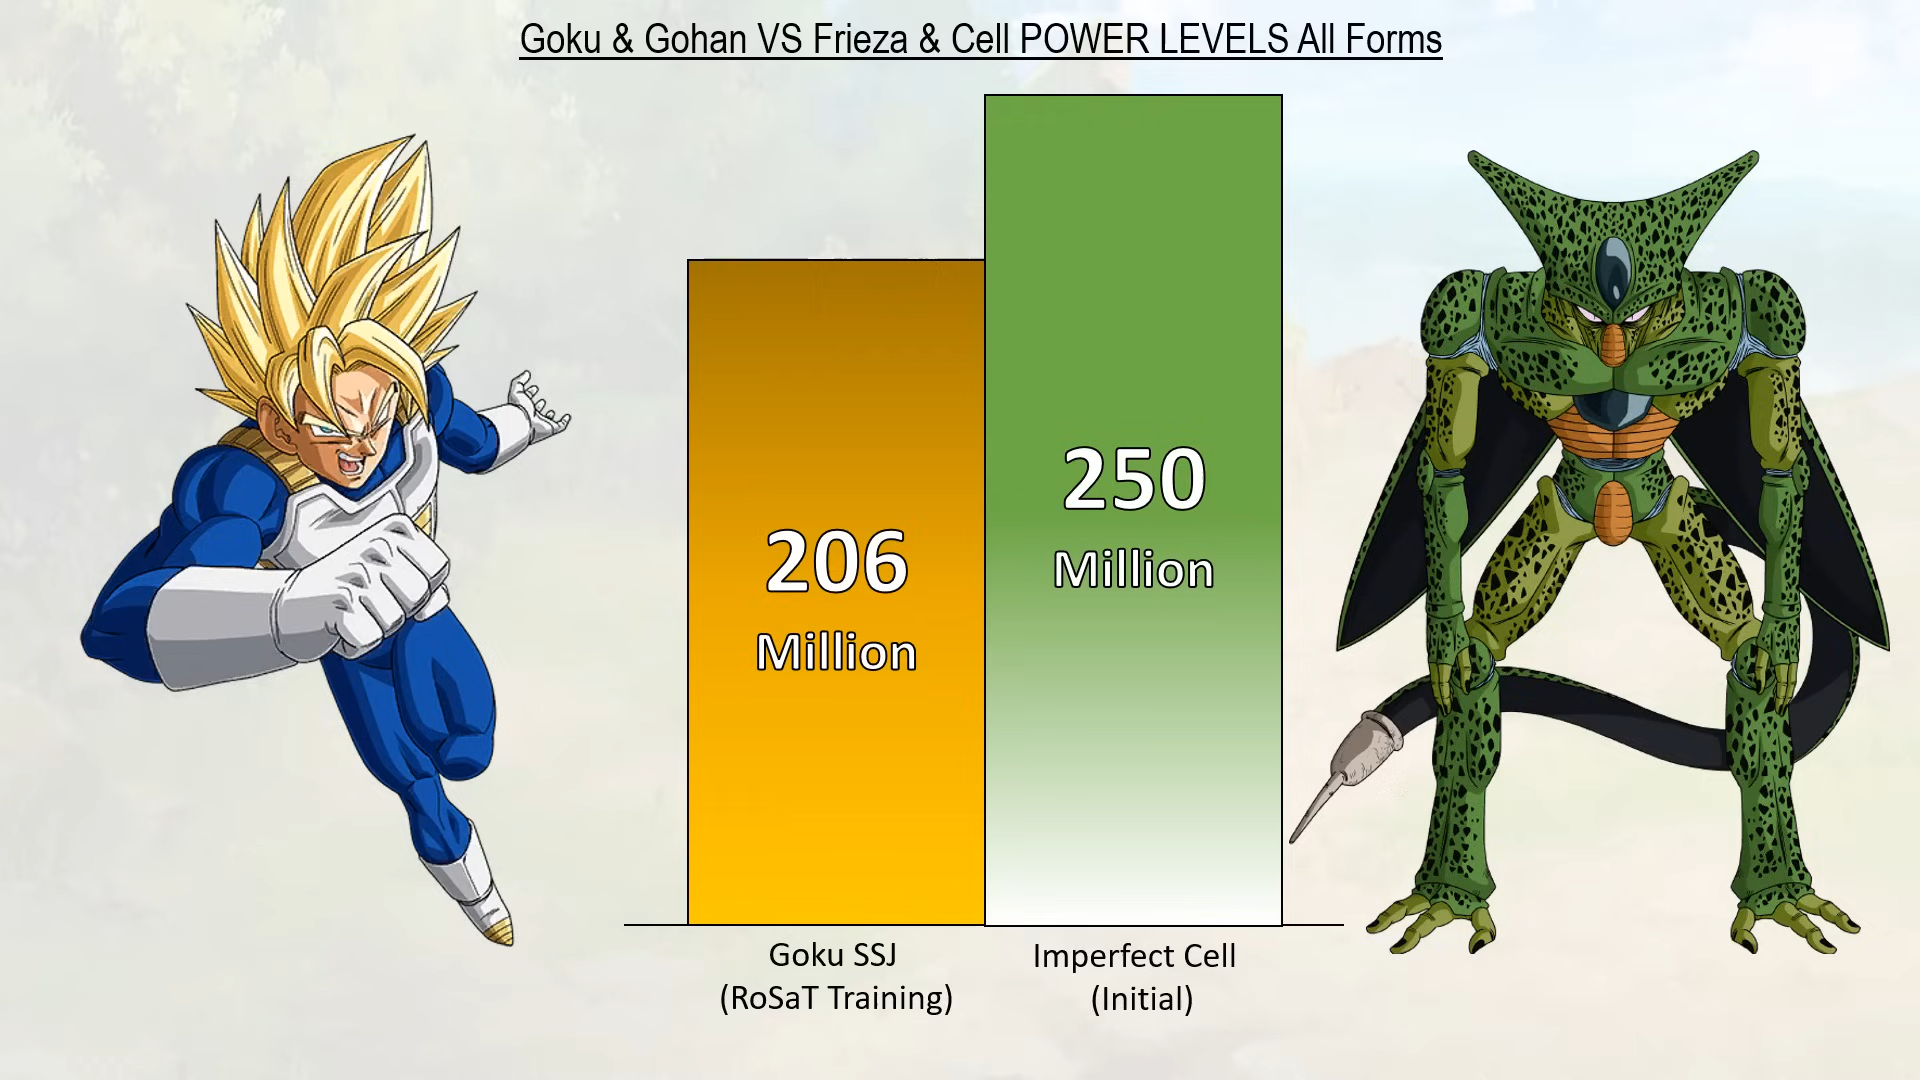 Goku & Gohan VS Frieza & Cell POWER LEVELS All Forms
206
Million
250
Million
Goku SSJ
(RoSaT Training)
Imperfect Cell
(Initial)